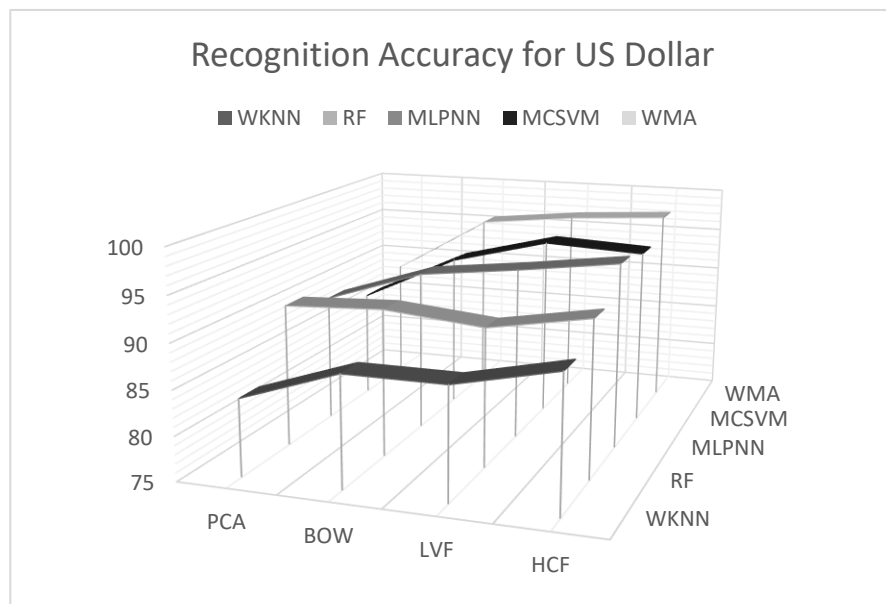 Recognition Accuracy for US Dollar
WKNN RF MLPNN MCSVM WMA
100
95
90
85
80
75
PCA
BOW
LVF
HCF
WMA
MCSVM
MLPNN
RF
WKNN